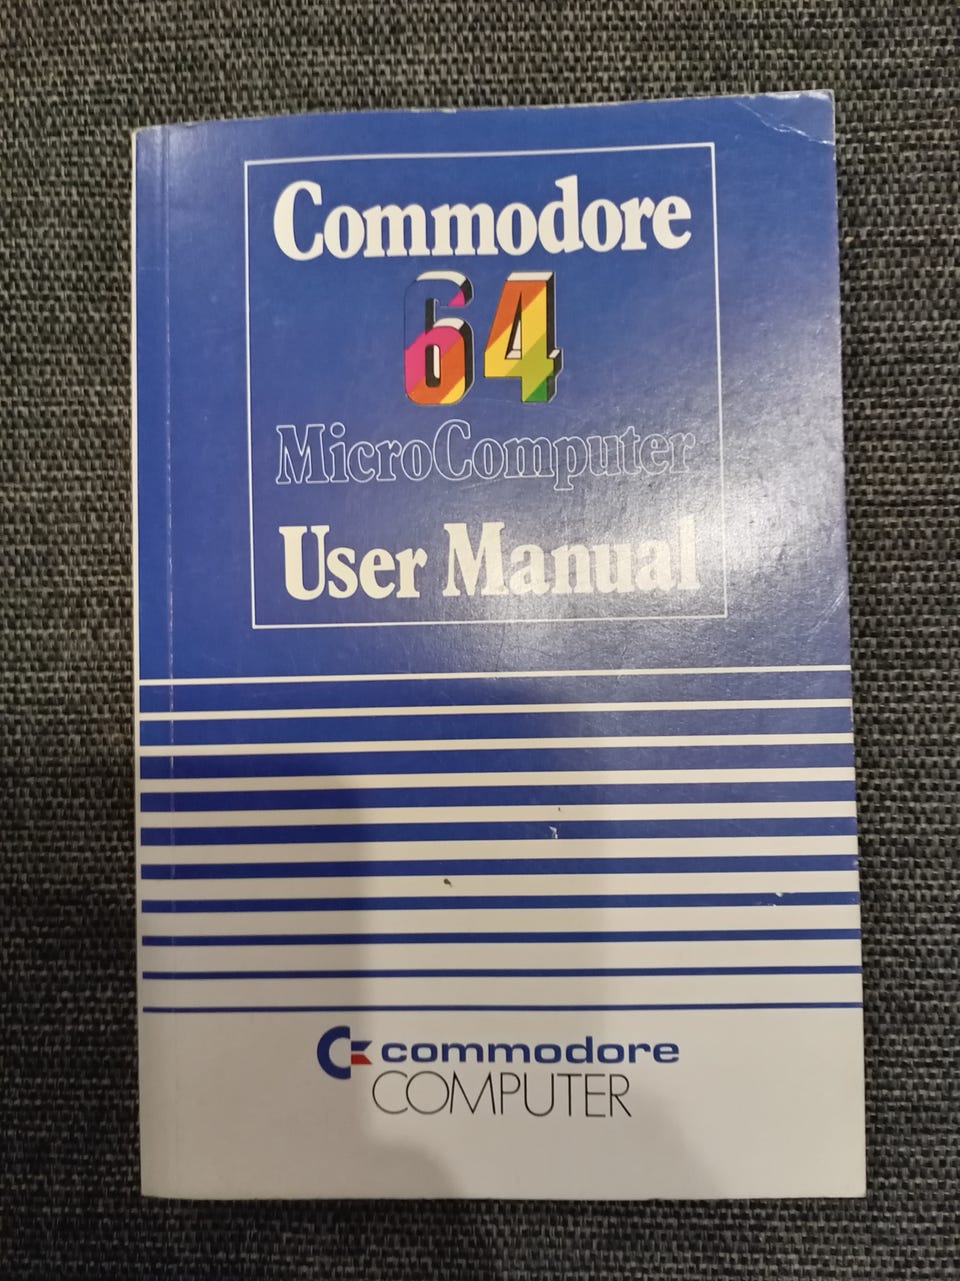 Commodore
64
MicroComputer
User Manual
commodore
COMPUTER